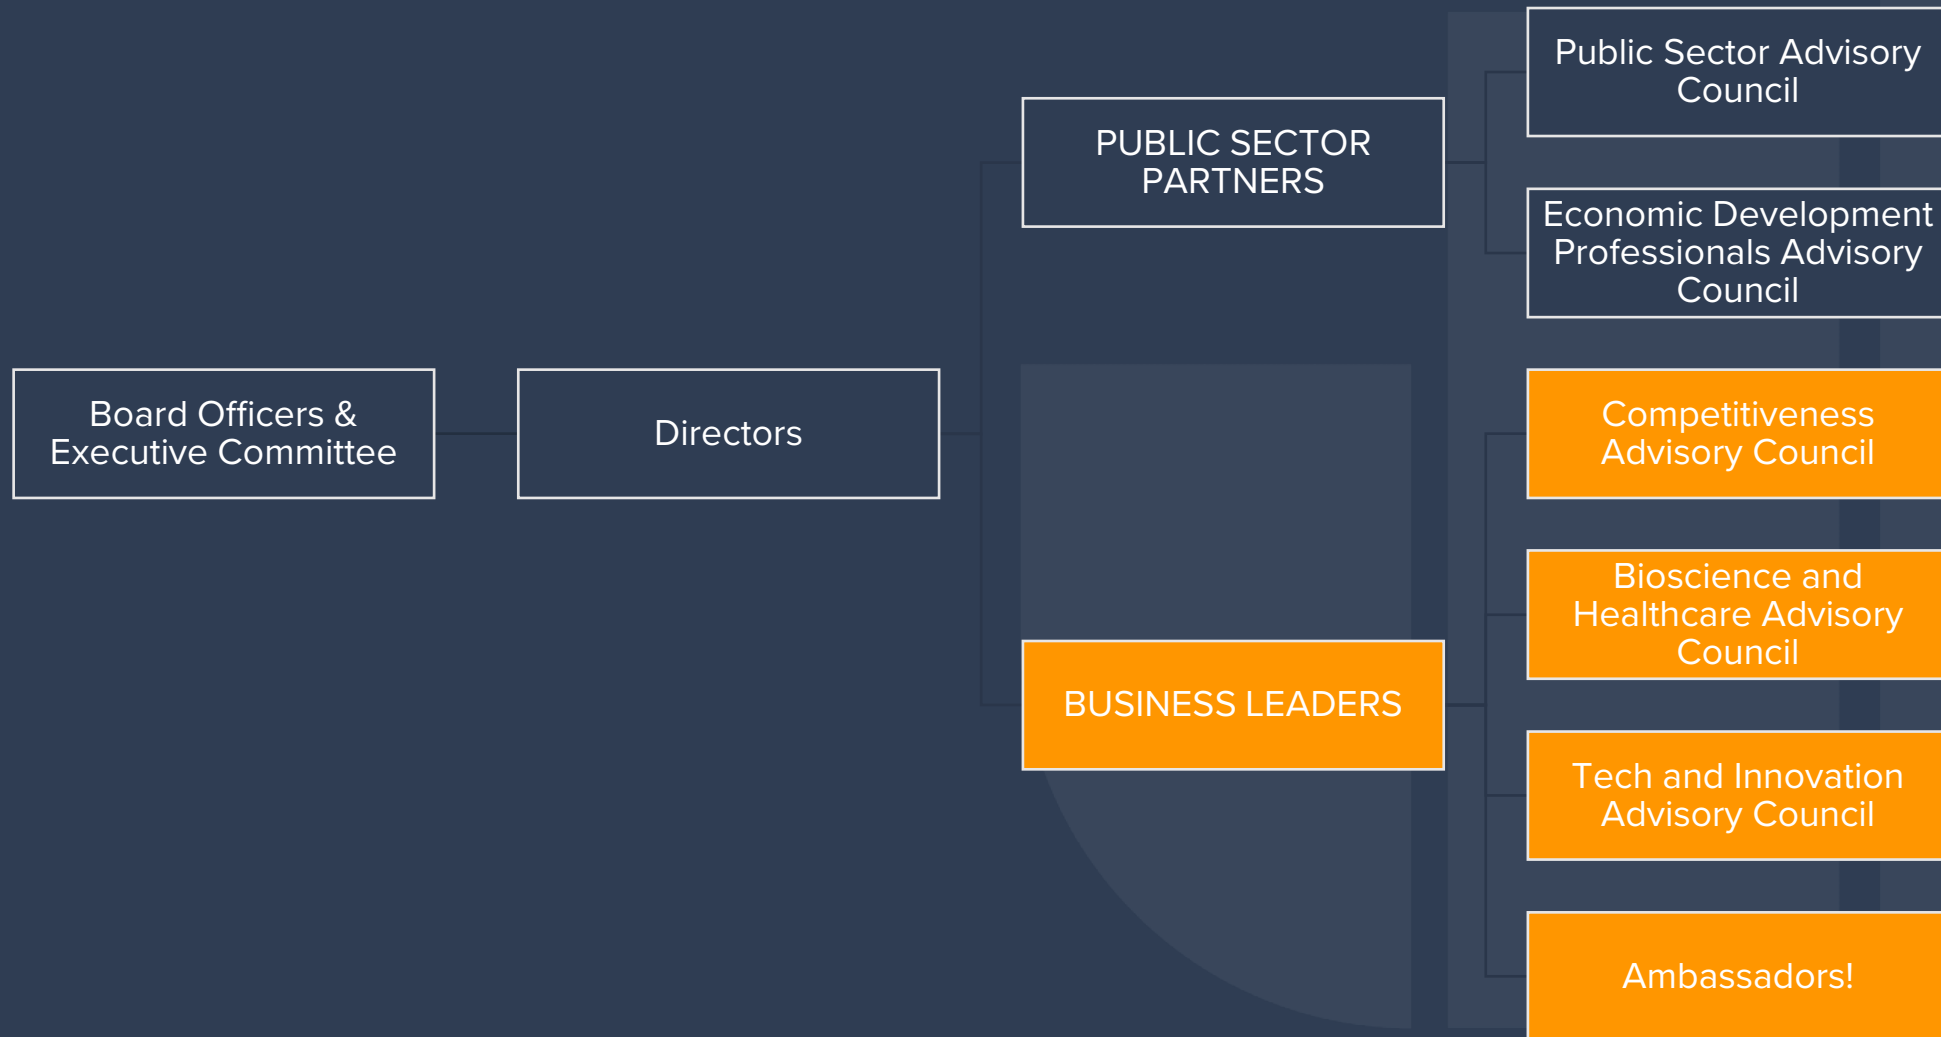 Board Officers &
Executive Committee
Directors
PUBLIC SECTOR
PARTNERS
BUSINESS LEADERS
Public Sector Advisory
Council
Economic Development
Professionals Advisory
Council
Competitiveness
Advisory Council
Bioscience and
Healthcare Advisory
Council
Tech and Innovation
Advisory Council
Ambassadors!